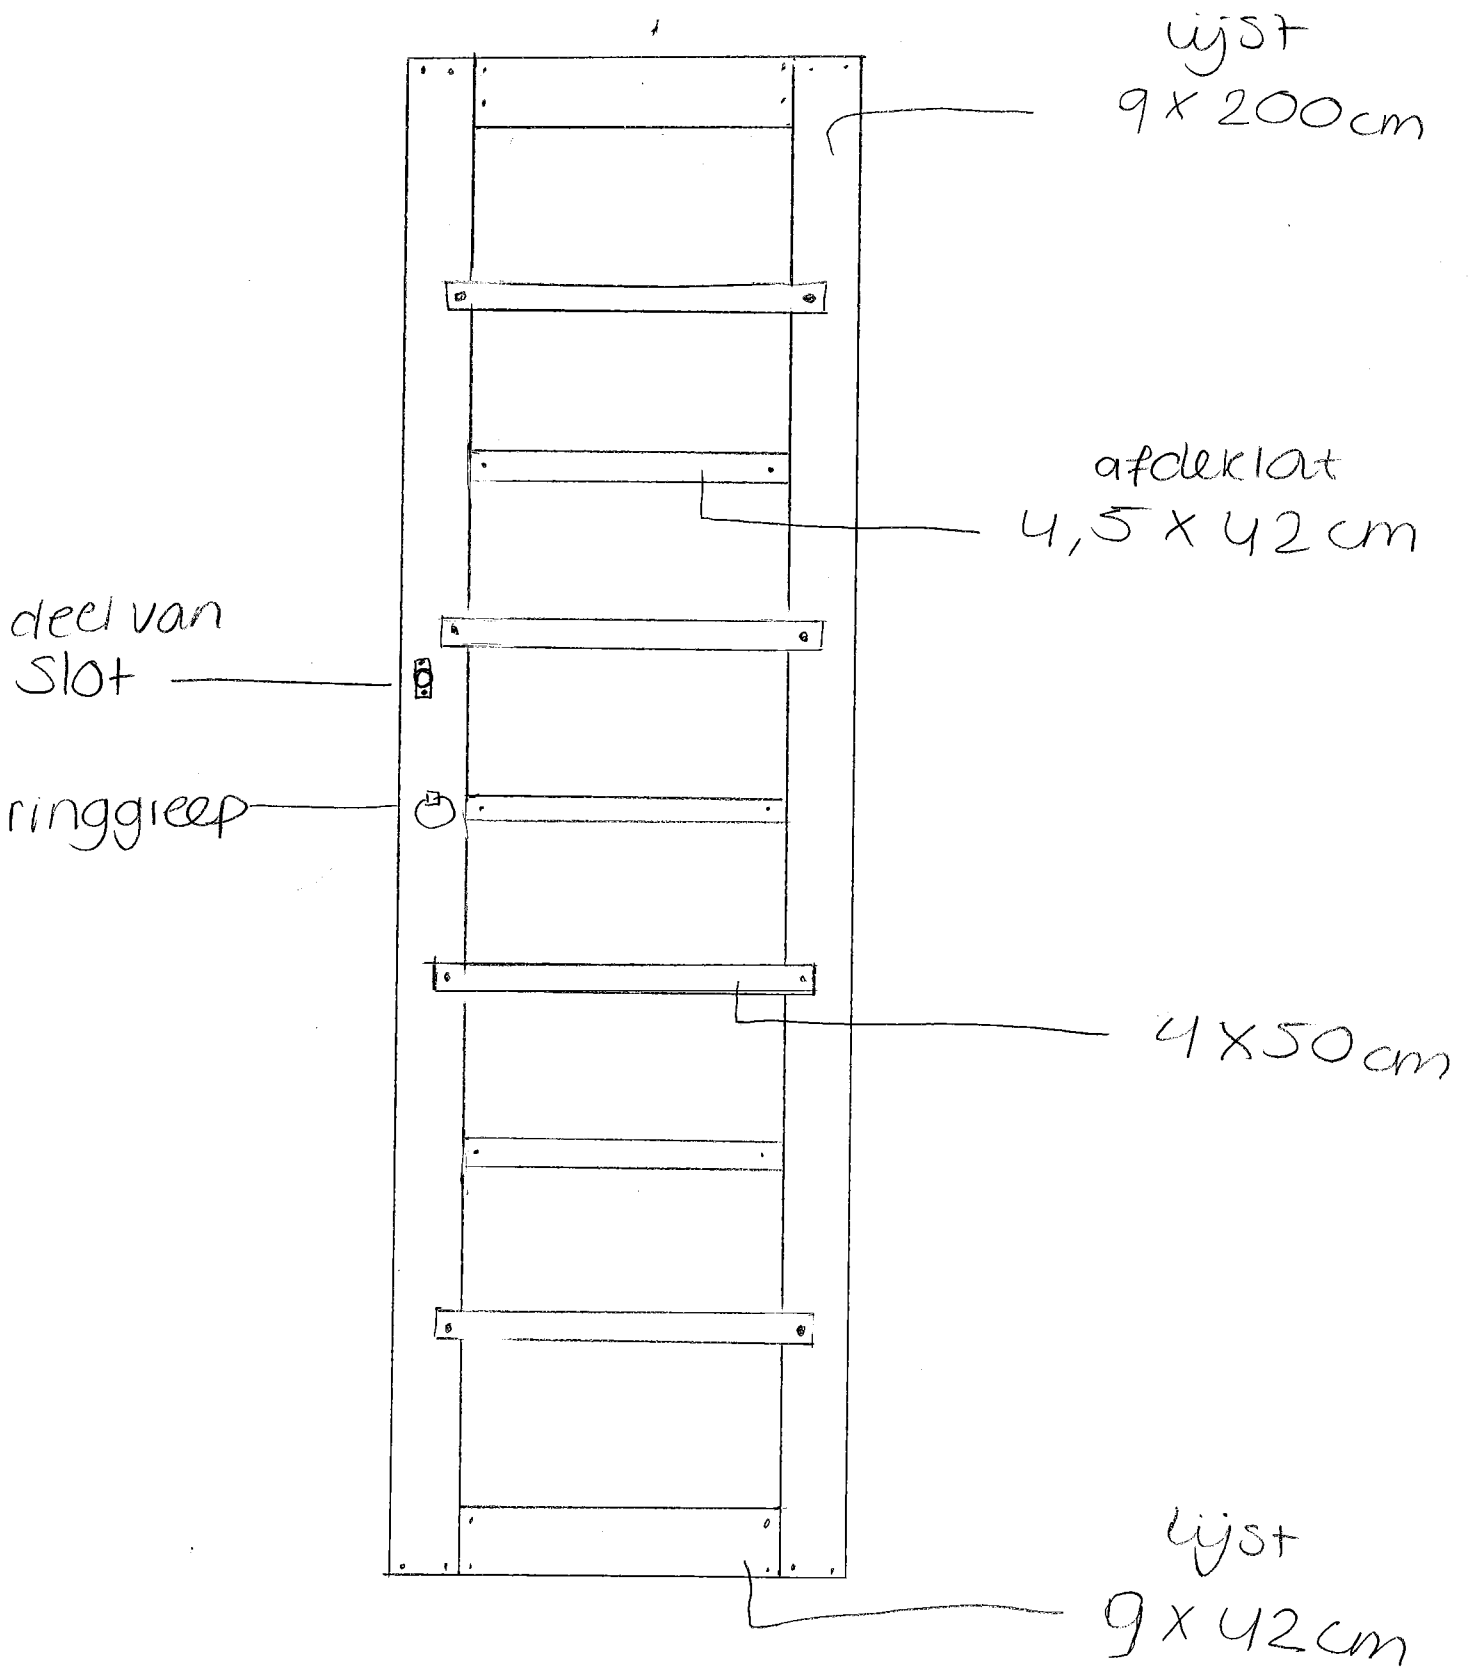 lijst
9 x 200 cm
afdeklat
4,5 x 42 cm
deel van
slot
ringgreep
4 x 50 cm
lijst
9 x 42 cm